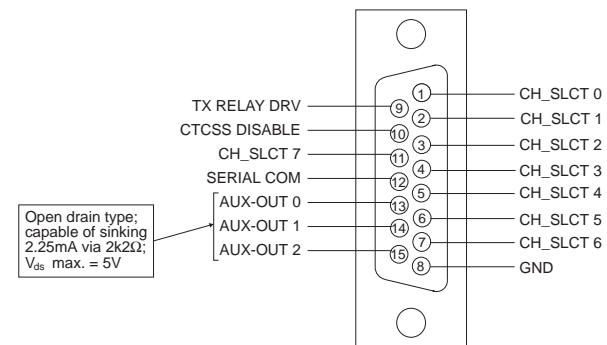 TX RELAY DRV
CTCSS DISABLE
CH_SLCT 7
SERIAL COM
AUX-OUT 0
AUX-OUT 1
AUX-OUT 2
Open drain type;
capable of sinking
2.25mA via 2k2Ω;
Vds max. = 5V
9
10
11
12
13
14
15
1
2
3
4
5
6
7
8
CH_SLCT 0
CH_SLCT 1
CH_SLCT 2
CH_SLCT 3
CH_SLCT 4
CH_SLCT 5
CH_SLCT 6
GND